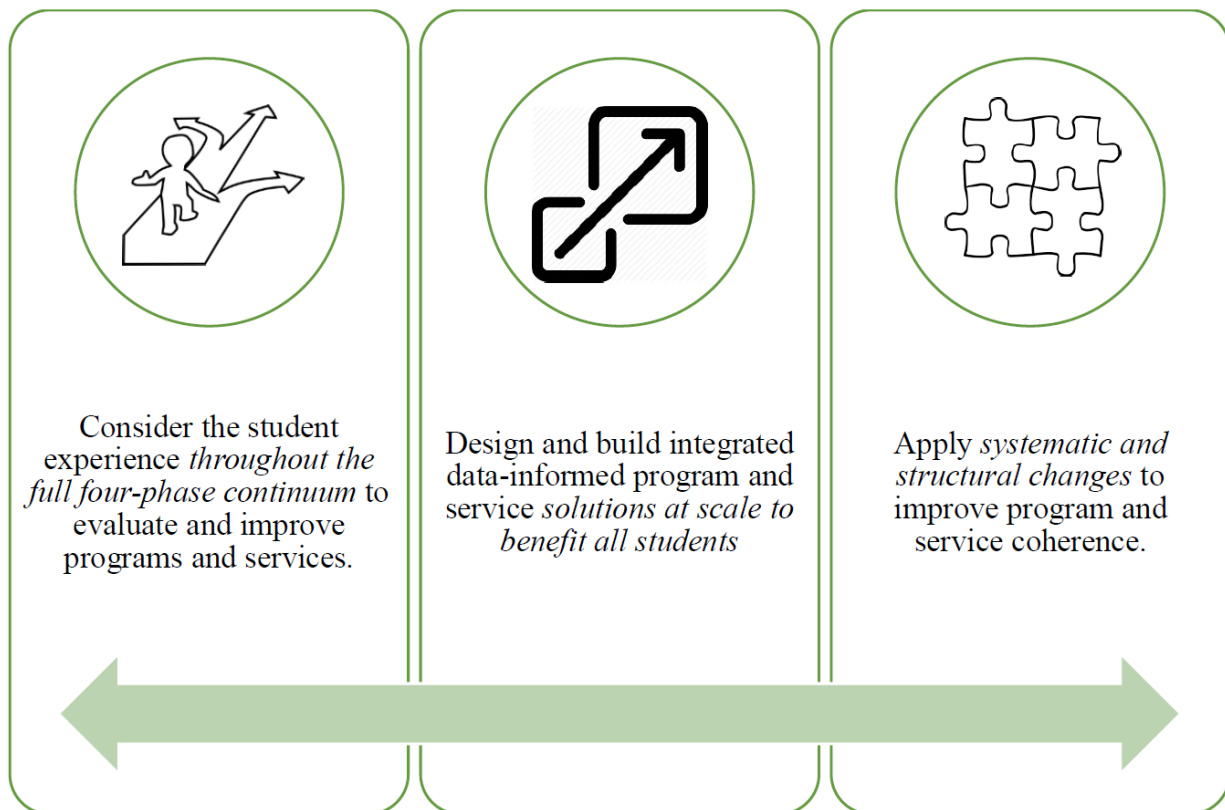 Consider the student
experience throughout the
full four-phase continuum to
evaluate and improve
programs and services.
Design and build integrated
data-informed program and
service solutions at scale to
benefit all students
Apply systematic and
structural changes to
improve program and
service coherence.